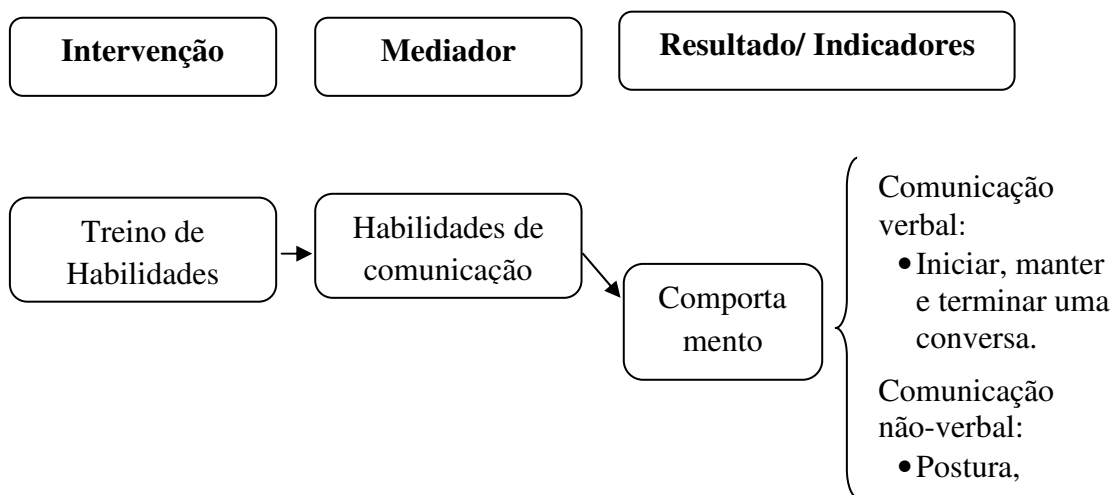 Intervenção
Mediador
Resultado/ Indicadores
Treino de
Habilidades
Habilidades de
comunicação
Comporta
mento
Comunicação
verbal:
•Iniciar, manter
e terminar uma
conversa.
Comunicação
não-verbal:
•Postura,